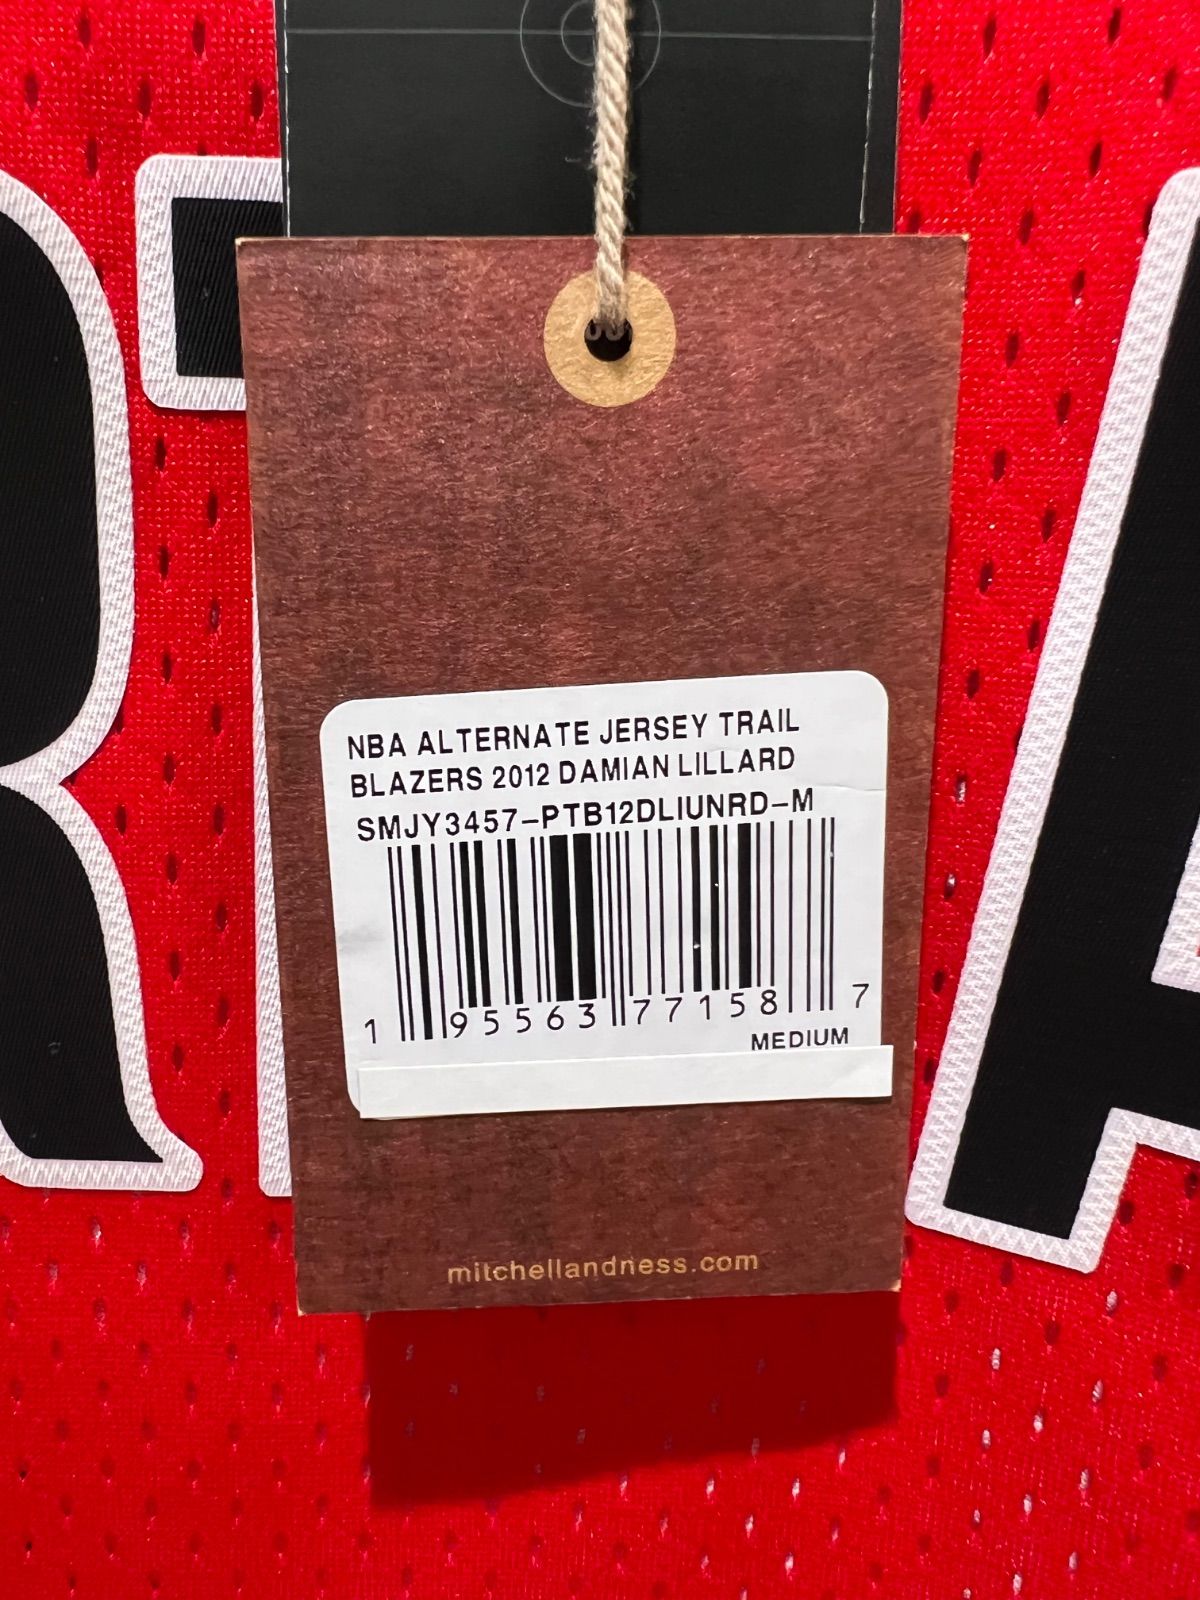 NBA ALTERNATE JERSEY TRAIL
BLAZERS 2012 DAMIAN LILLARD
SMJY3457-PTB12DLIUNRD-M
1 95563 77158 7
MEDIUM
mitchellandness.com